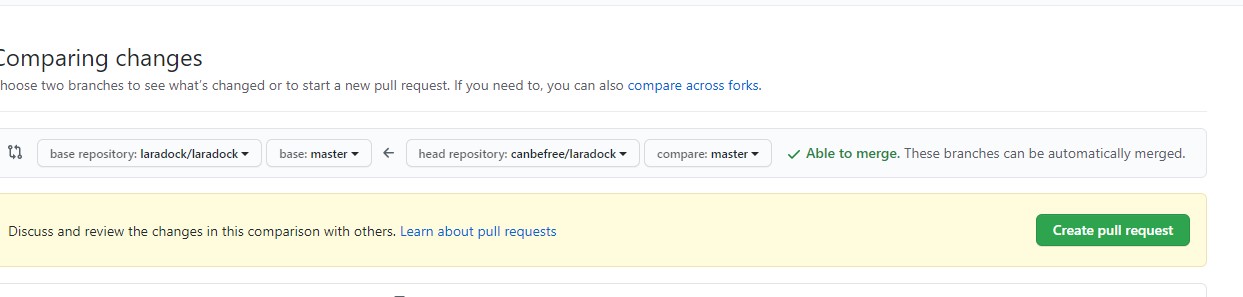 Comparing changes
hoose two branches to see what's changed or to start a new pull request. If you need to, you can also compare across forks.
base repository: laradock/laradock base: master head repository: canbefree/laradock compare: master Able to merge. These branches can be automatically merged.
Discuss and review the changes in this comparison with others. Learn about pull requests Create pull request